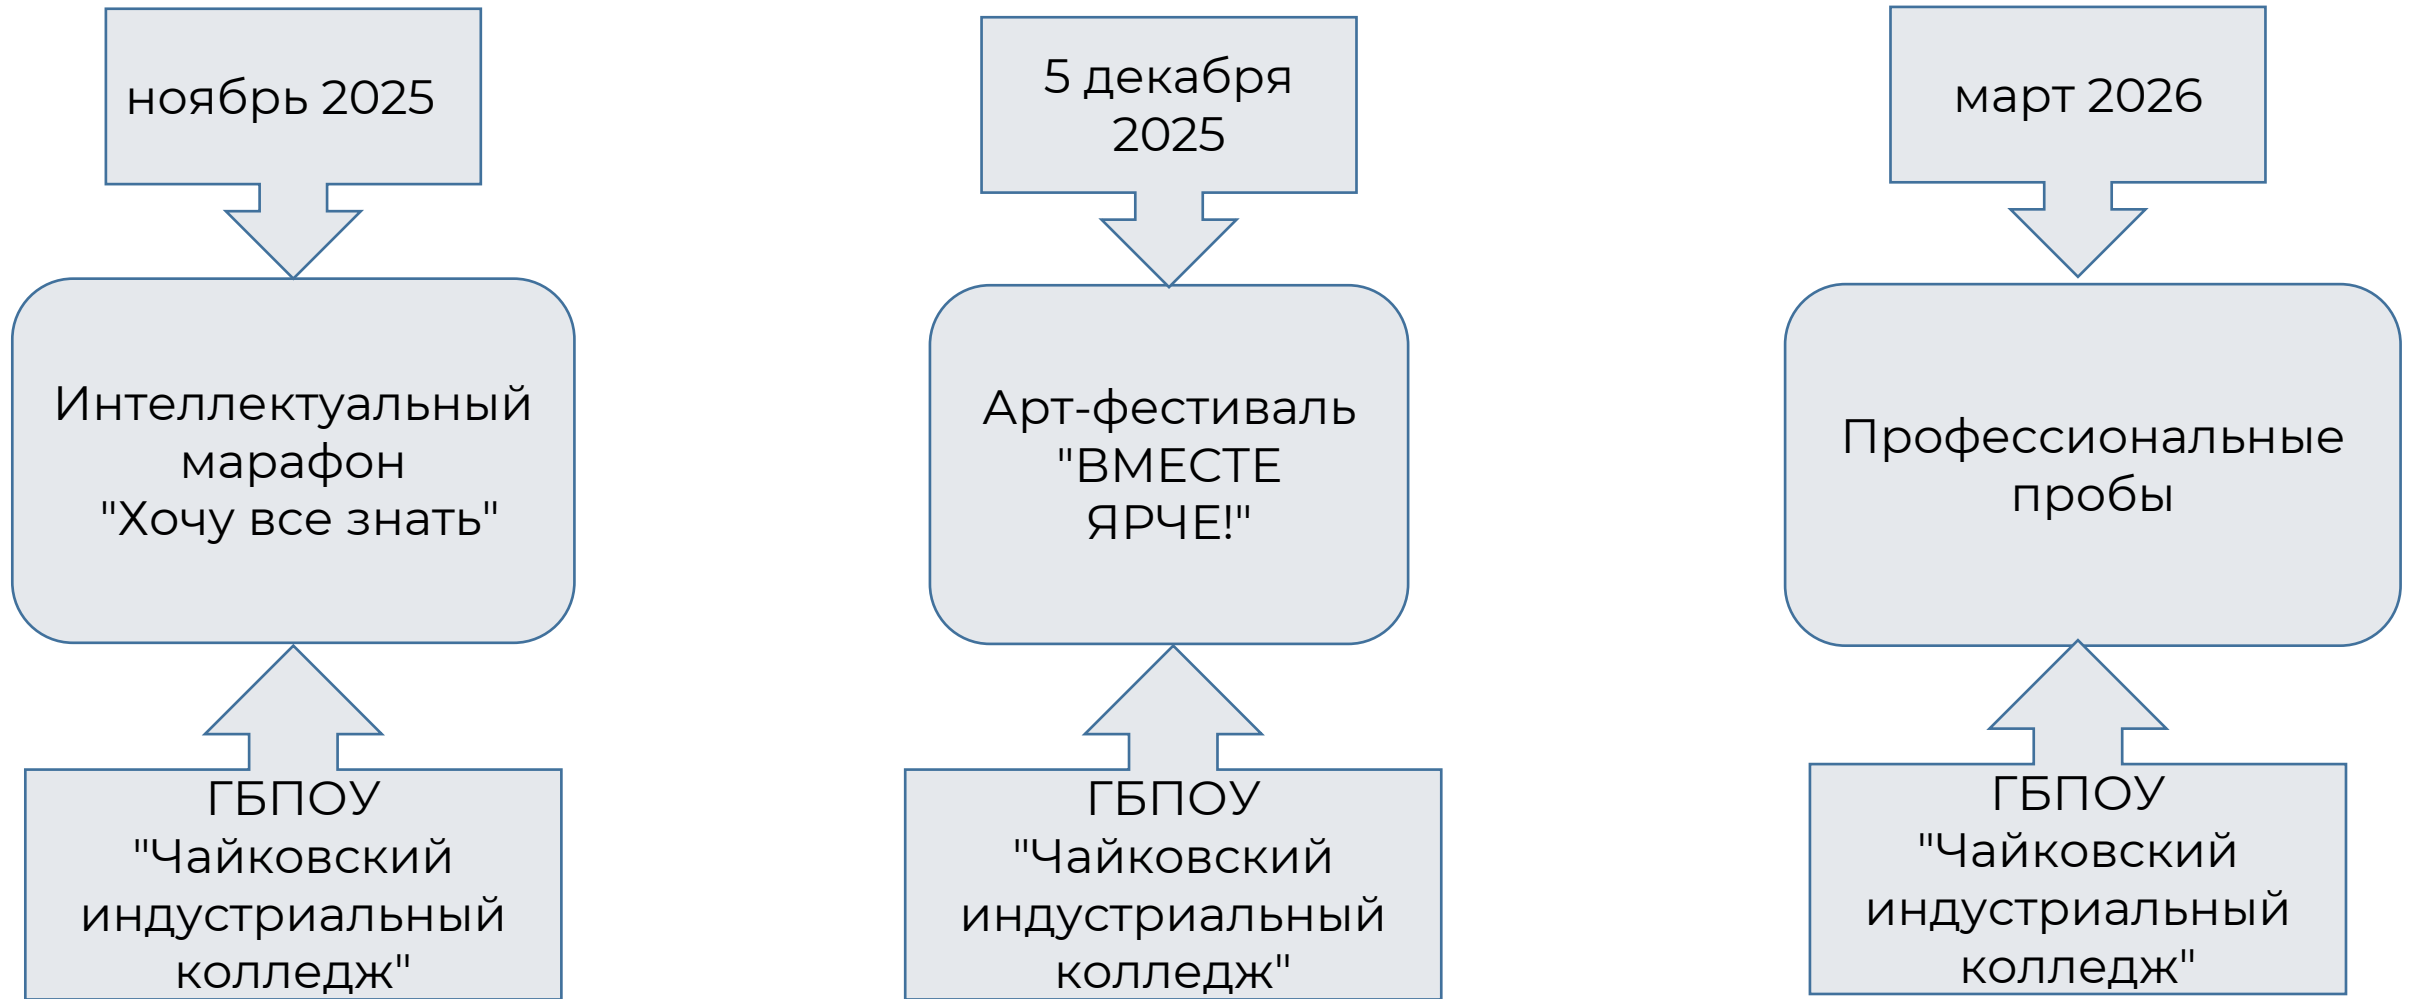 ноябрь 2025
Интеллектуальный
марафон
"Хочу все знать"
ГБПОУ
"Чайковский
индустриальный
колледж"
5 декабря
2025
Арт-фестиваль
"ВМЕСТЕ
ЯРЧЕ!"
ГБПОУ
"Чайковский
индустриальный
колледж"
март 2026
Профессиональные
пробы
ГБПОУ
"Чайковский
индустриальный
колледж"